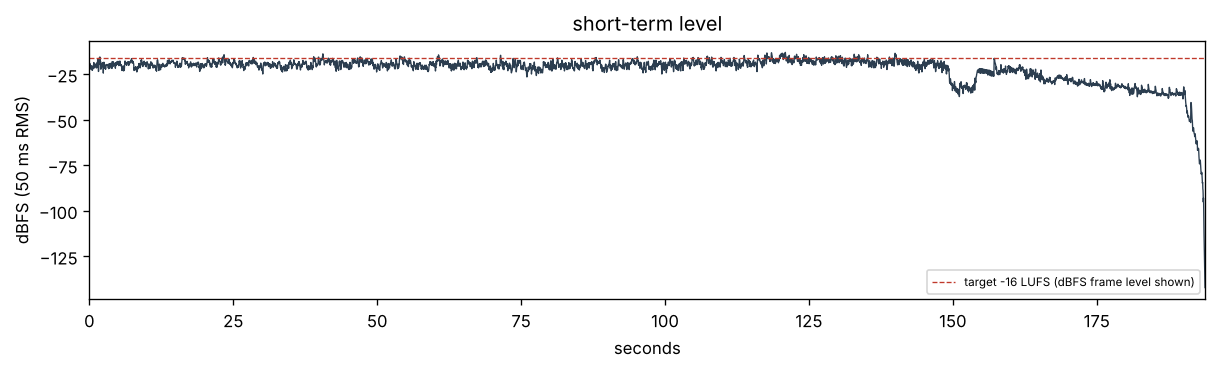 short-term level
dBFS (50 ms RMS)
−25
−50
−75
−100
−125
target -16 LUFS (dBFS frame level shown)
0 25 50 75 100 125 150 175
seconds